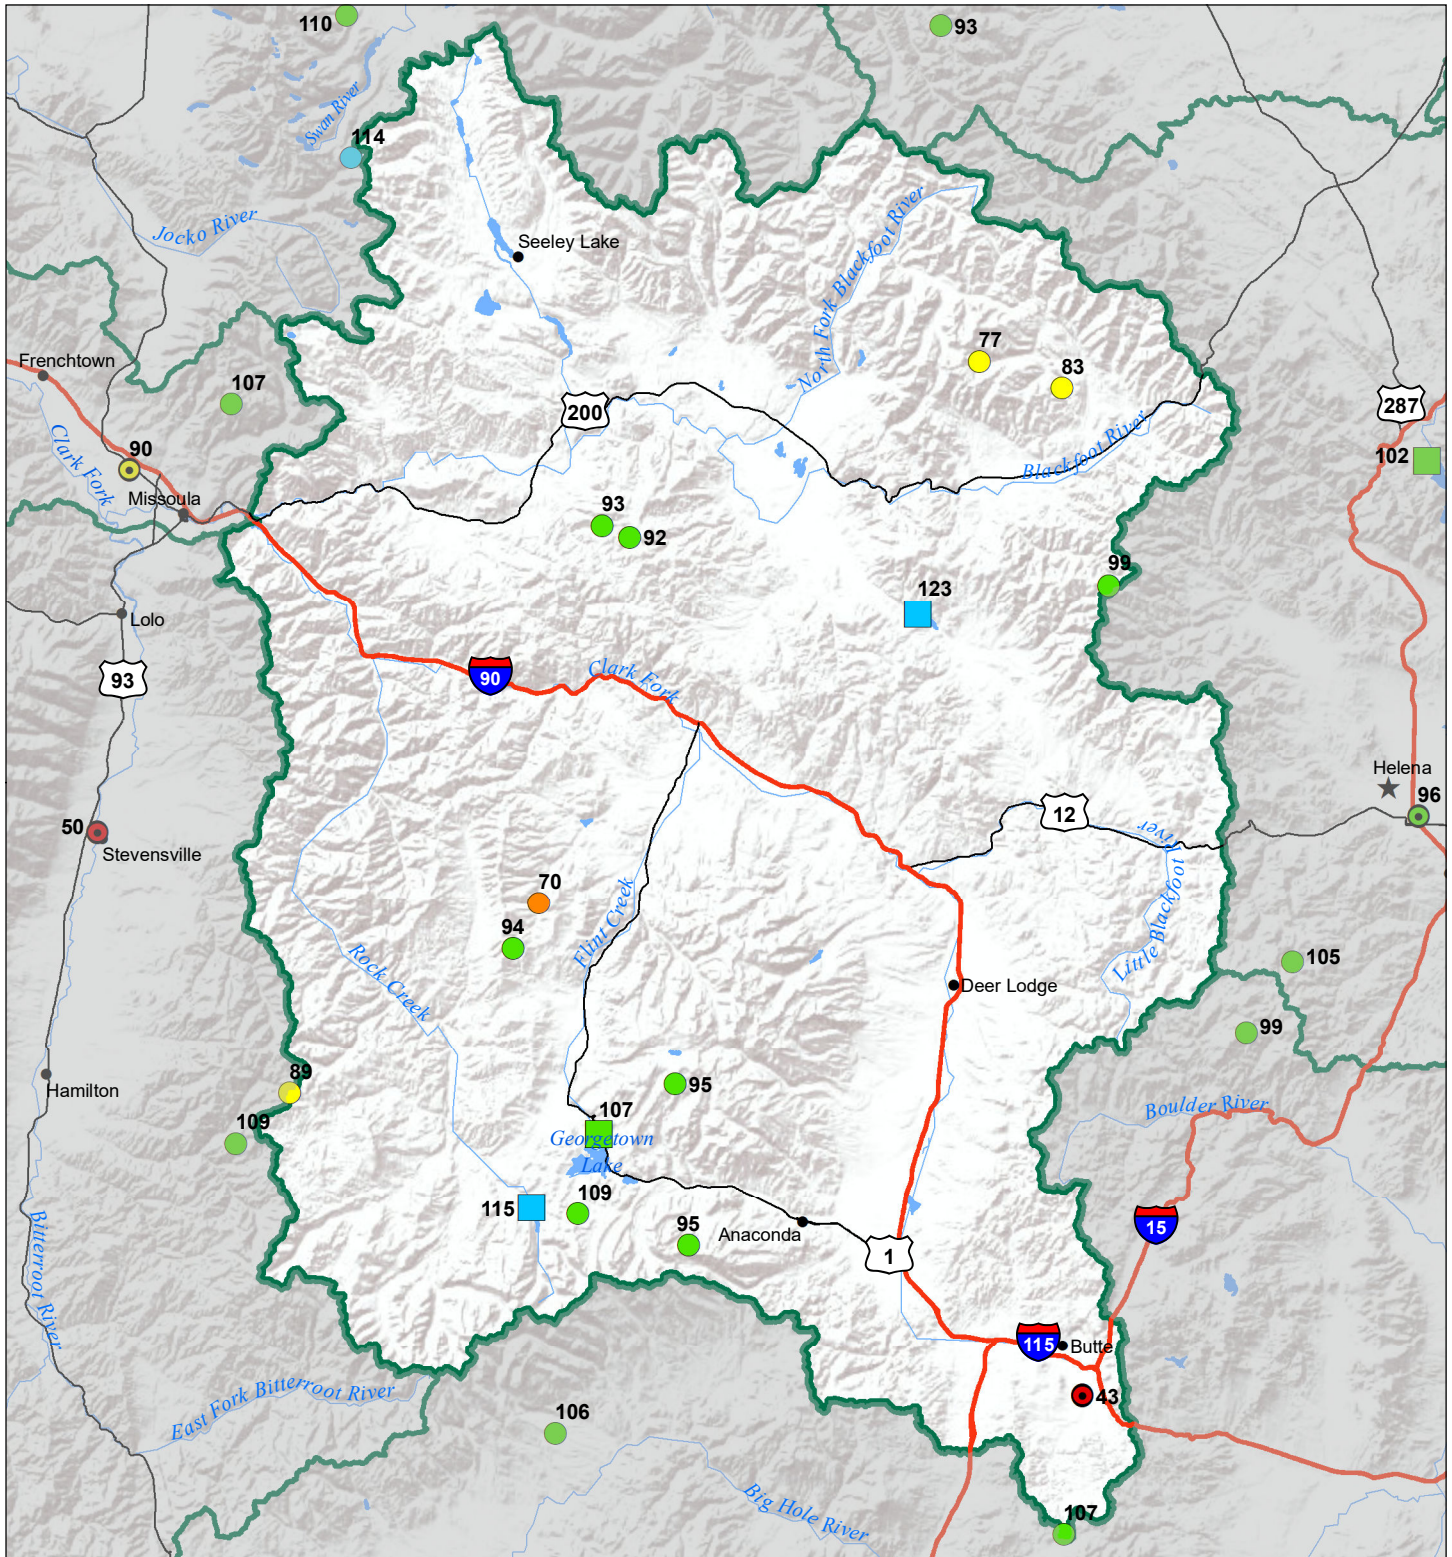 110
93
Swan River
114
Jocko River
Seeley Lake
North Fork Blackfoot River
77
83
Frenchtown
107
200
287
Clark Fork
90
Blackfoot River
102
Missoula
93
92
99
123
Lolo
93
90
Clark Fork
Helena
96
12
Little Blackfoot River
50
Stevensville
70
Flint Creek
94
Rock Creek
105
Deer Lodge
99
89
95
Hamilton
107
Boulder River
109
Georgetown
Lake
115
109
95
Anaconda
15
1
Bitterroot River
115
Butte
43
East Fork Bitterroot River
106
Big Hole River
107